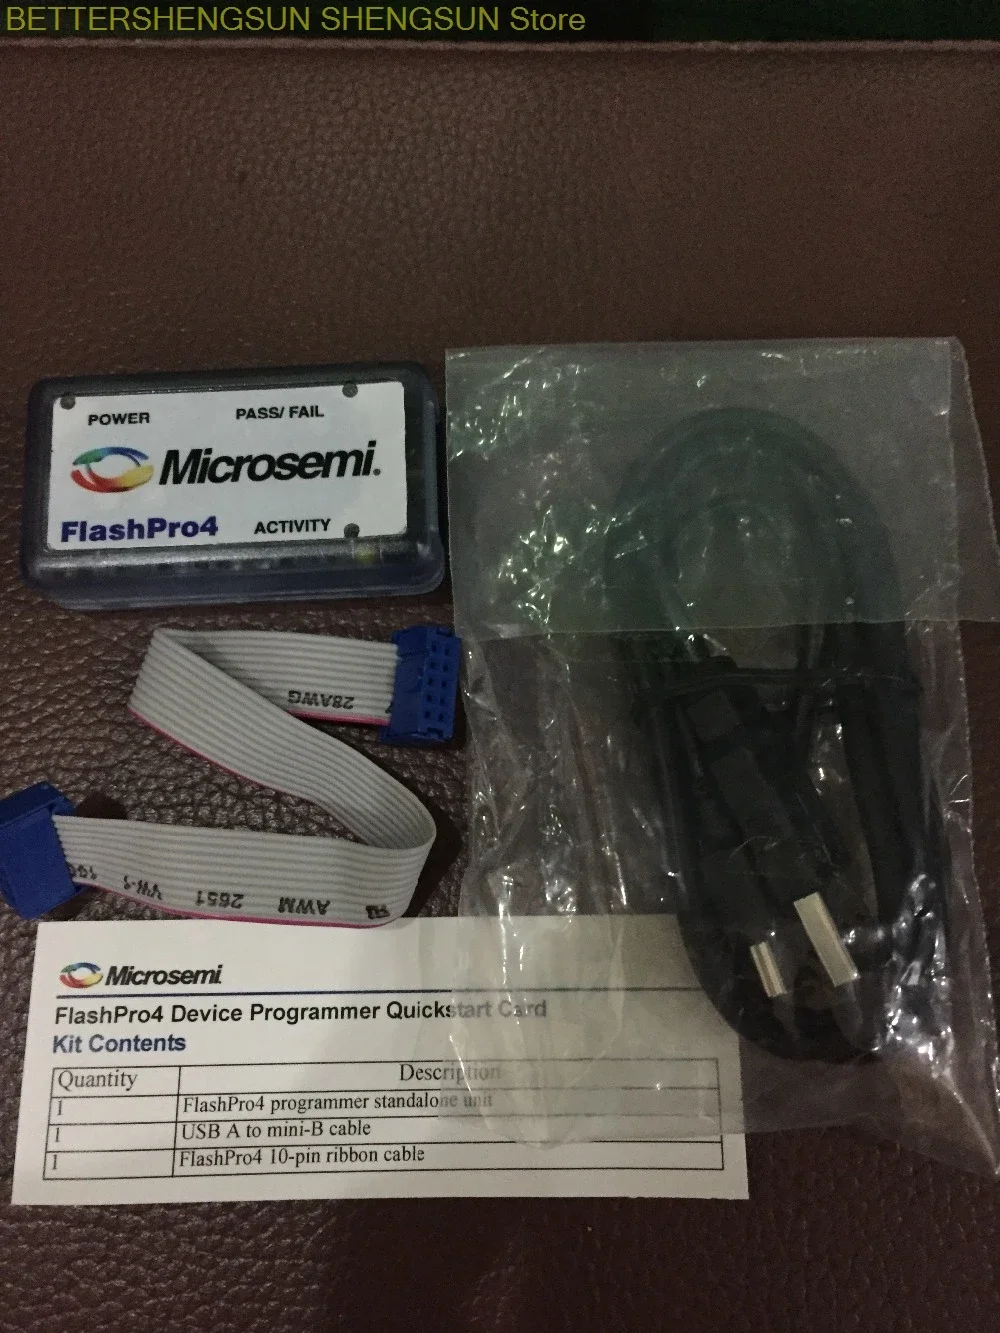 BETTERSHENGSUN SHENGSUN Store
POWER PASS/ FAIL
Microsemi.
FlashPro4 ACTIVITY
28AWG
AWM 2651 VW-1
Microsemi
FlashPro4 Device Programmer Quickstart Card
Kit Contents
Quantity Description
1 FlashPro4 programmer standalone unit
1 USB A to mini-B cable
1 FlashPro4 10-pin ribbon cable